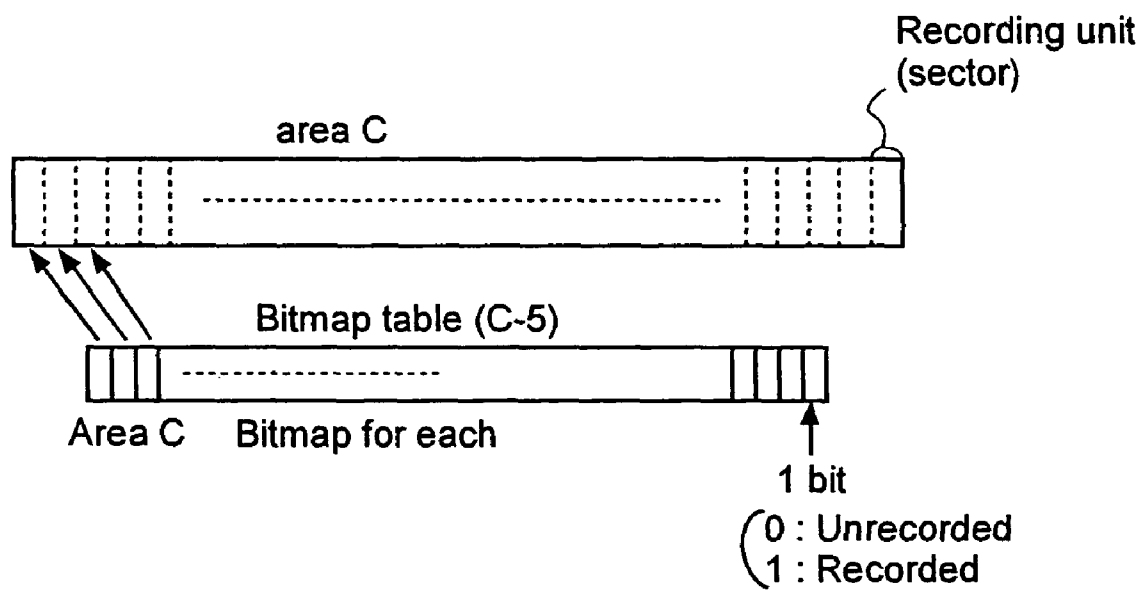 Recording unit
(sector)
area C
Bitmap table (C-5)
Area C Bitmap for each
1 bit
0 : Unrecorded
1 : Recorded